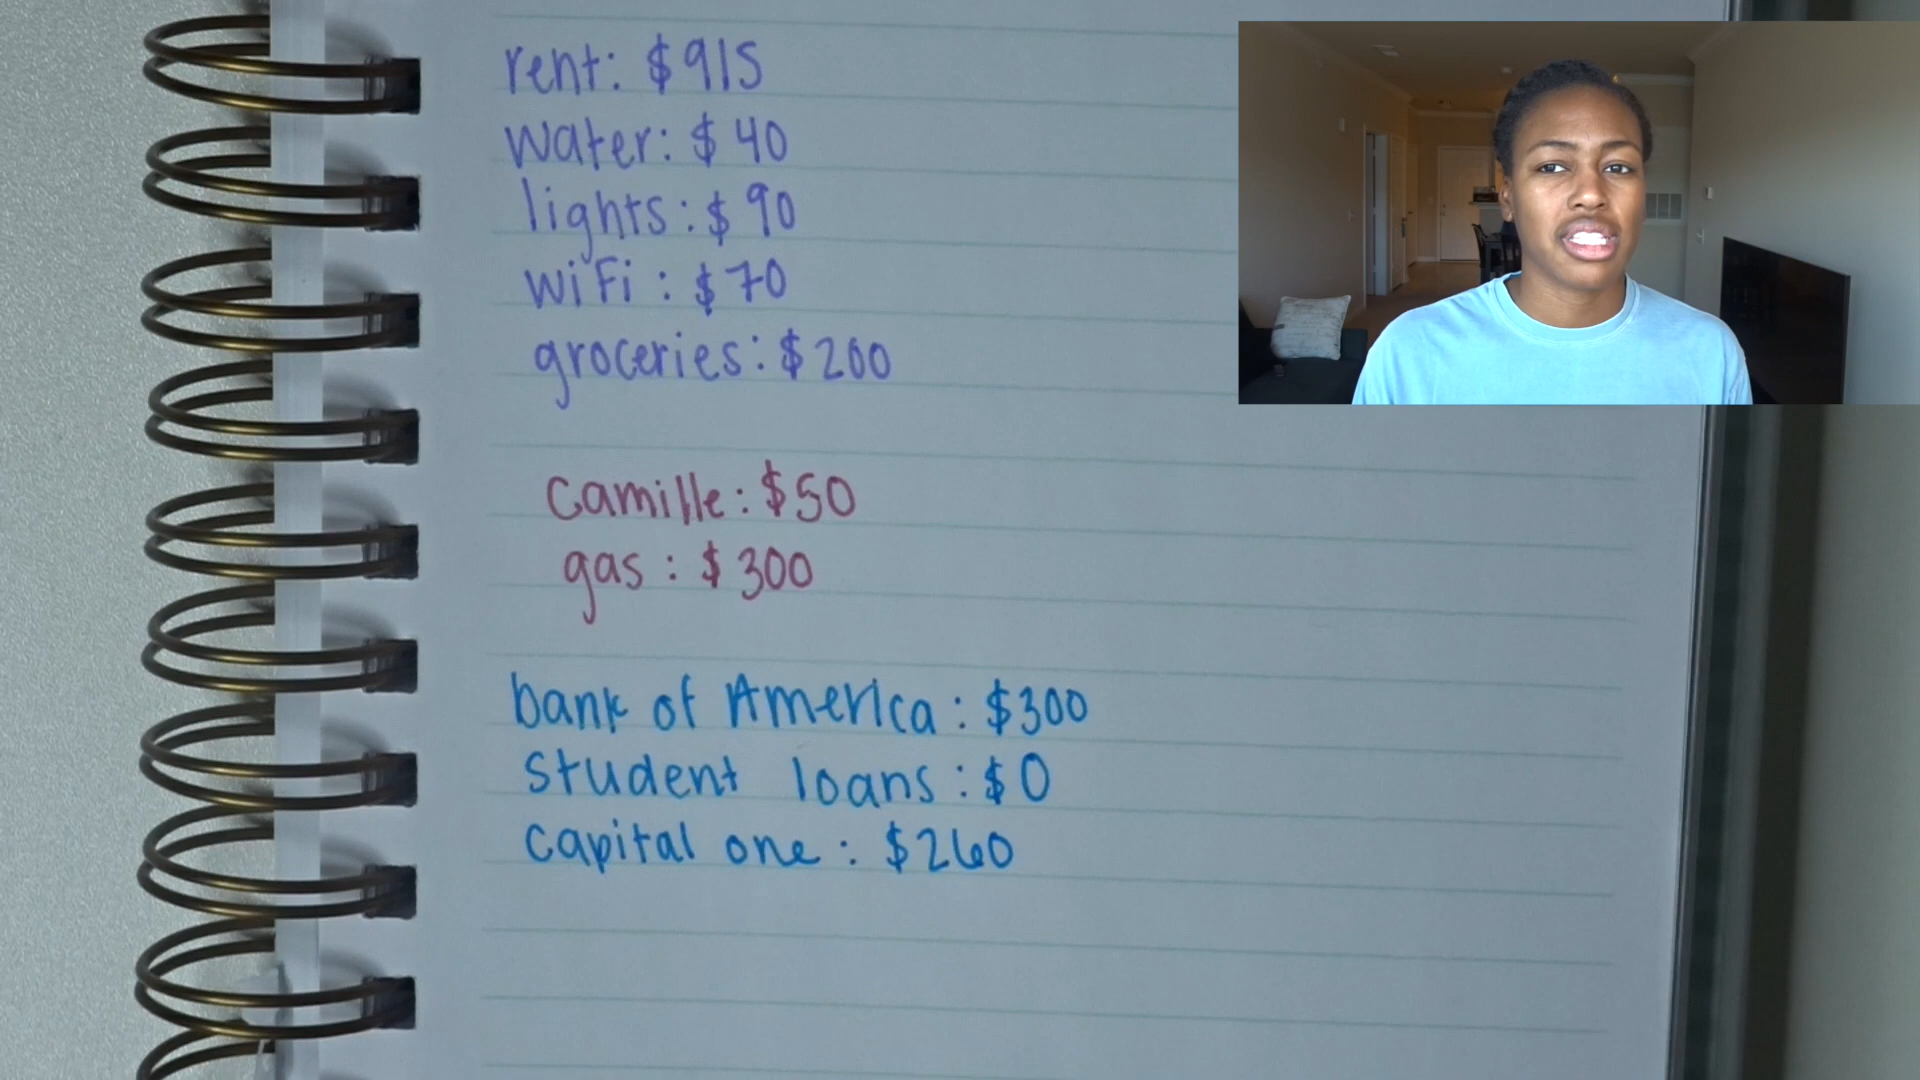 rent: $915
water: $40
lights: $90
wifi: $70
groceries: $200
Camille: $50
gas: $300
bank of America: $300
student loans: $0
capital one: $260